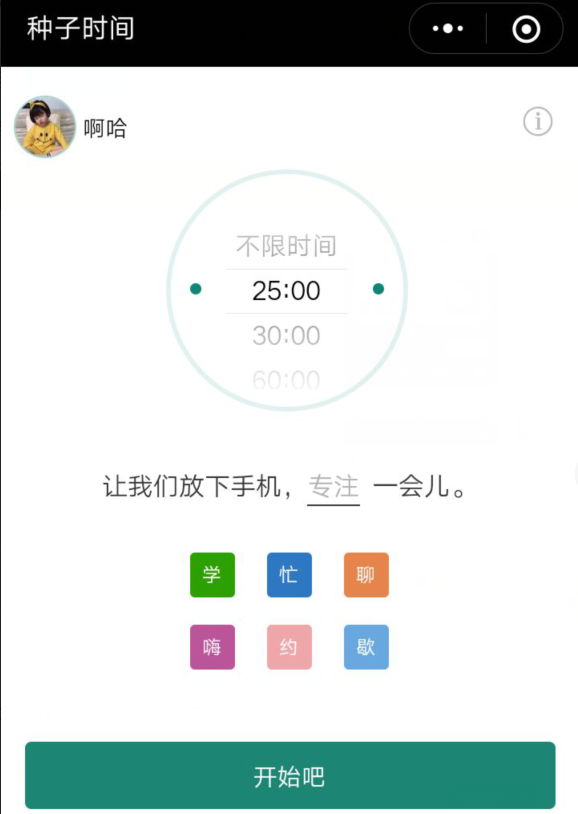 种子时间
啊哈
不限时间
25:00
30:00
60:00
让我们放下手机，专注 一会儿。
学 忙 聊
嗨 约 歇
开始吧